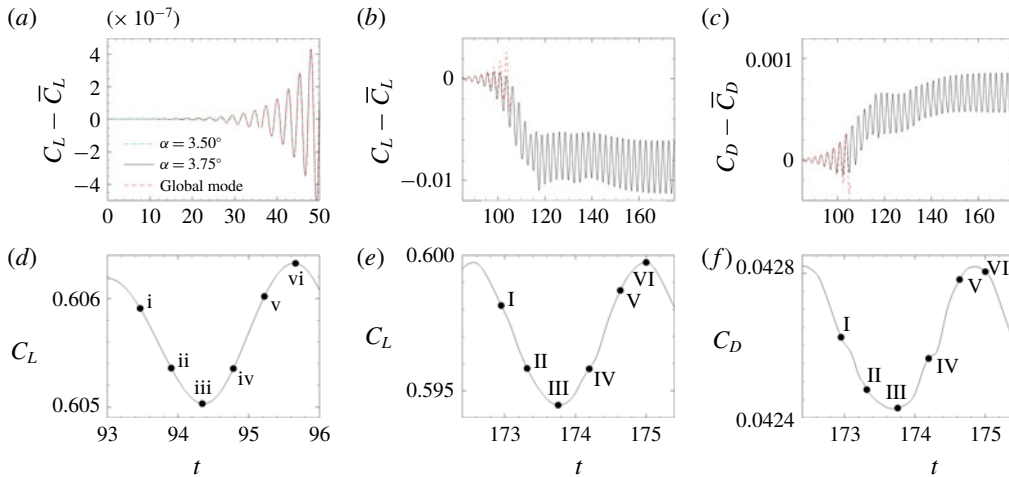 (a) (× 10⁻⁷) (b) (c)
C_L − C̅_L
4
2
0
−2
−4
α = 3.50°
α = 3.75°
Global mode
0 10 20 30 40 50
C_L − C̅_L
0
−0.01
100 120 140 160
C_D − C̅_D
0.001
0
100 120 140 160
(d) (e) (f)
C_L
0.606
0.605
i
ii
iii
iv
v
vi
93 94 95 96
t
C_L
0.600
0.595
I
II
III
IV
V
VI
173 174 175
t
C_D
0.0428
0.0424
I
II
III
IV
V
VI
173 174 175
t